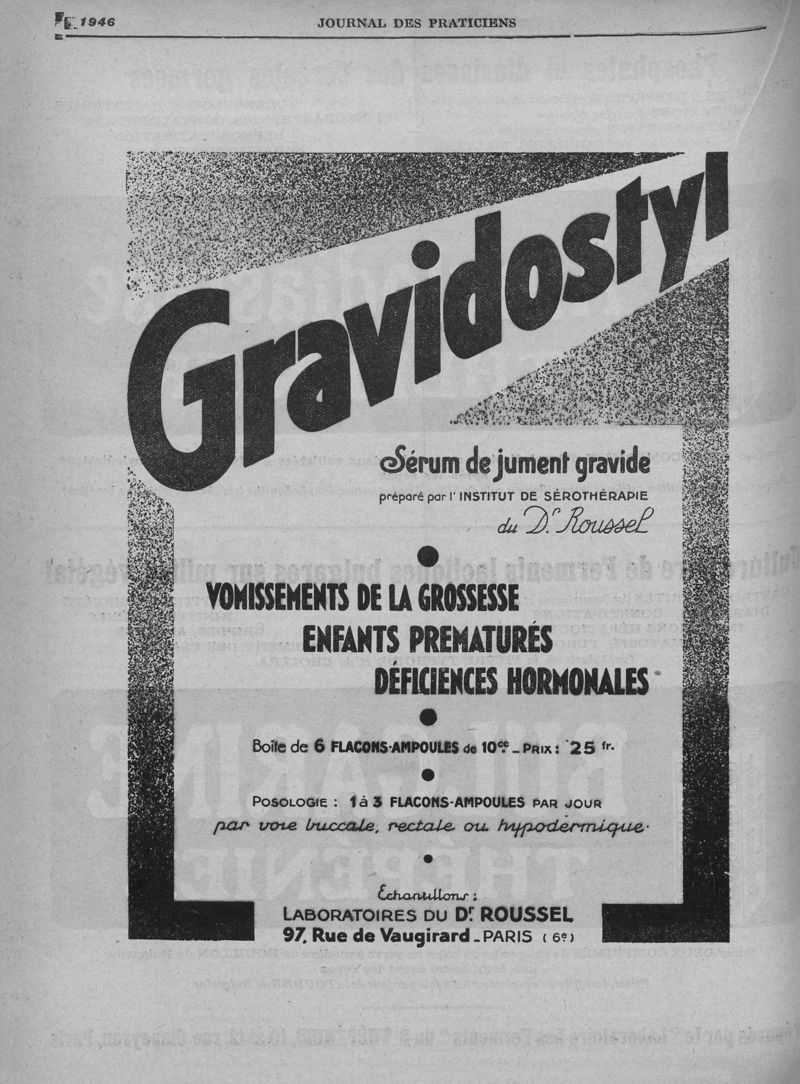 1946
JOURNAL DES PRATICIENS
Gravidostyl
Sérum de jument gravide
préparé par l'INSTITUT DE SÉROTHÉRAPIE
du Dr Roussel
VOMISSEMENTS DE LA GROSSESSE
ENFANTS PREMATURÉS
DÉFICIENCES HORMONALES
Boîte de 6 FLACONS-AMPOULES de 10cc. - PRIX : 25 fr.
POSOLOGIE : 1 à 3 FLACONS-AMPOULES PAR JOUR
par voie buccale, rectale ou hypodermique.
Échantillons :
LABORATOIRES DU Dr ROUSSEL
97, Rue de Vaugirard - PARIS (6e)